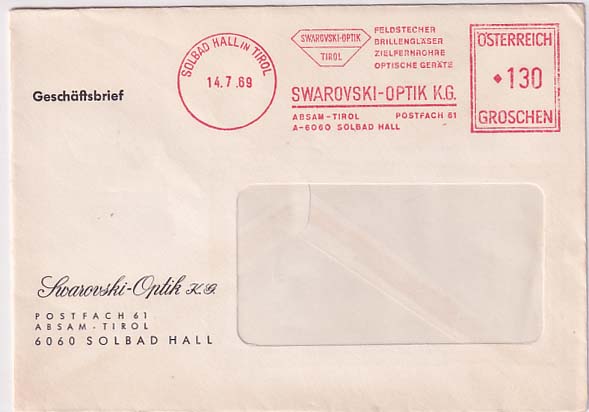 SOLBAD HALL IN TIROL
14.7.69
SWAROVSKI-OPTIK
TIROL
FELDSTECHER
BRILLENGLÄSER
ZIELFERNROHRE
OPTISCHE GERÄTE
SWAROVSKI-OPTIK K.G.
ABSAM-TIROL POSTFACH 61
A-6060 SOLBAD HALL
ÖSTERREICH
130
GROSCHEN
Geschäftsbrief
Swarovski-Optik K.G.
POSTFACH 61
ABSAM-TIROL
6060 SOLBAD HALL